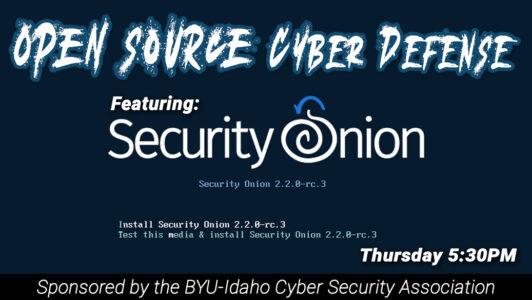 OPEN SOURCE CYBER DEFENSE
Featuring:
Security Onion
Security Onion 2.2.0-rc.3
Install Security Onion 2.2.0-rc.3
Test this media & install Security Onion 2.2.0-rc.3
Thursday 5:30PM
Sponsored by the BYU-Idaho Cyber Security Association